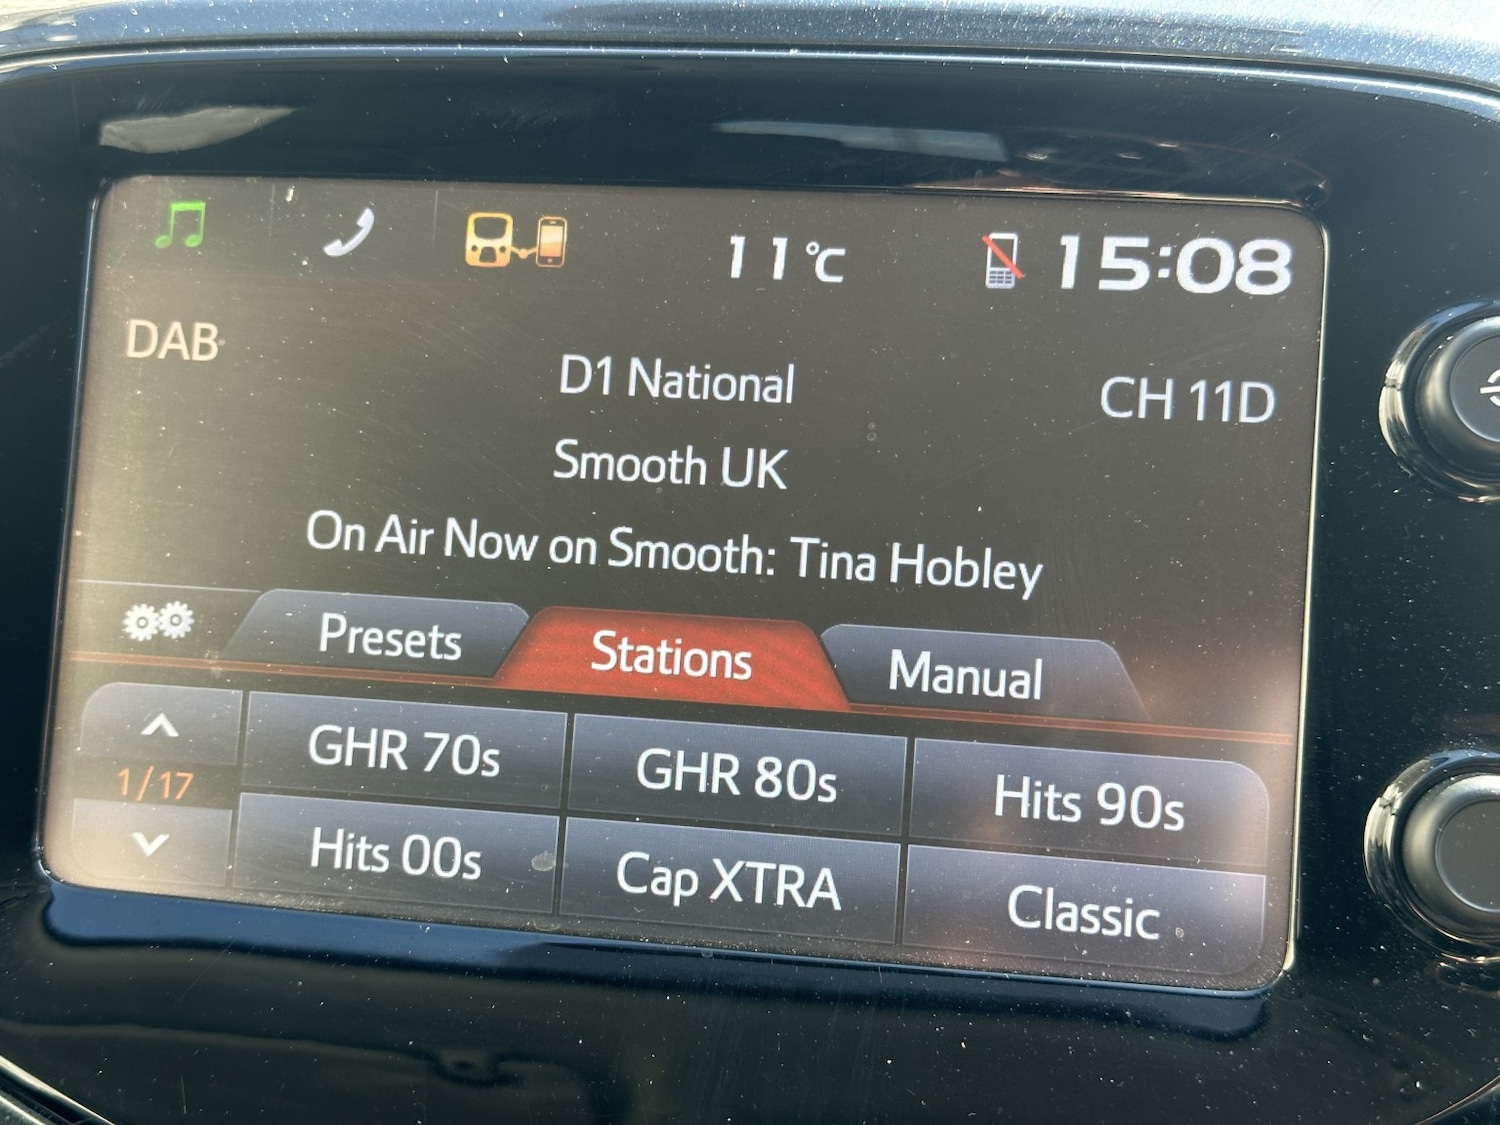 11°C
15:08
DAB
D1 National
CH 11D
Smooth UK
On Air Now on Smooth: Tina Hobley
Presets
Stations
Manual
1/17
GHR 70s
GHR 80s
Hits 90s
Hits 00s
Cap XTRA
Classic